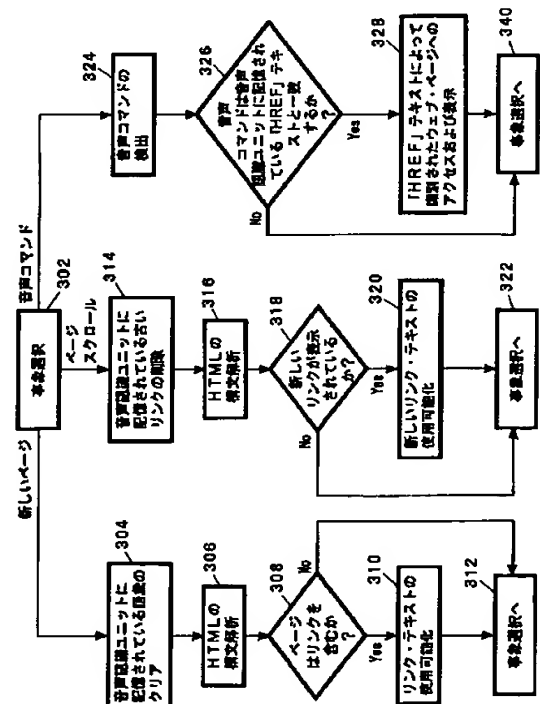 302
事象選択
新しいページ
ページ
スクロール
音声コマンド
304
音声認識ユニットに
記憶されている語彙の
クリア
306
HTMLの
構文解析
308
ページ
はリンクを
含むか
?
No
Yes
310
リンク・テキストの
使用可能化
312
事象選択へ
314
音声認識ユニットに
記憶されている古い
リンクの削除
316
HTMLの
構文解析
318
新しい
リンクが表示
されている
か?
No
Yes
320
新しいリンク・テキストの
使用可能化
322
事象選択へ
324
音声コマンドの
検出
326
音声
コマンドは音声
認識ユニットに記憶され
ている「HREF」テキ
ストと一致
するか
?
No
Yes
328
「HREF」テキストによって
識別されたウェブ・ページへの
アクセスおよび表示
340
事象選択へ